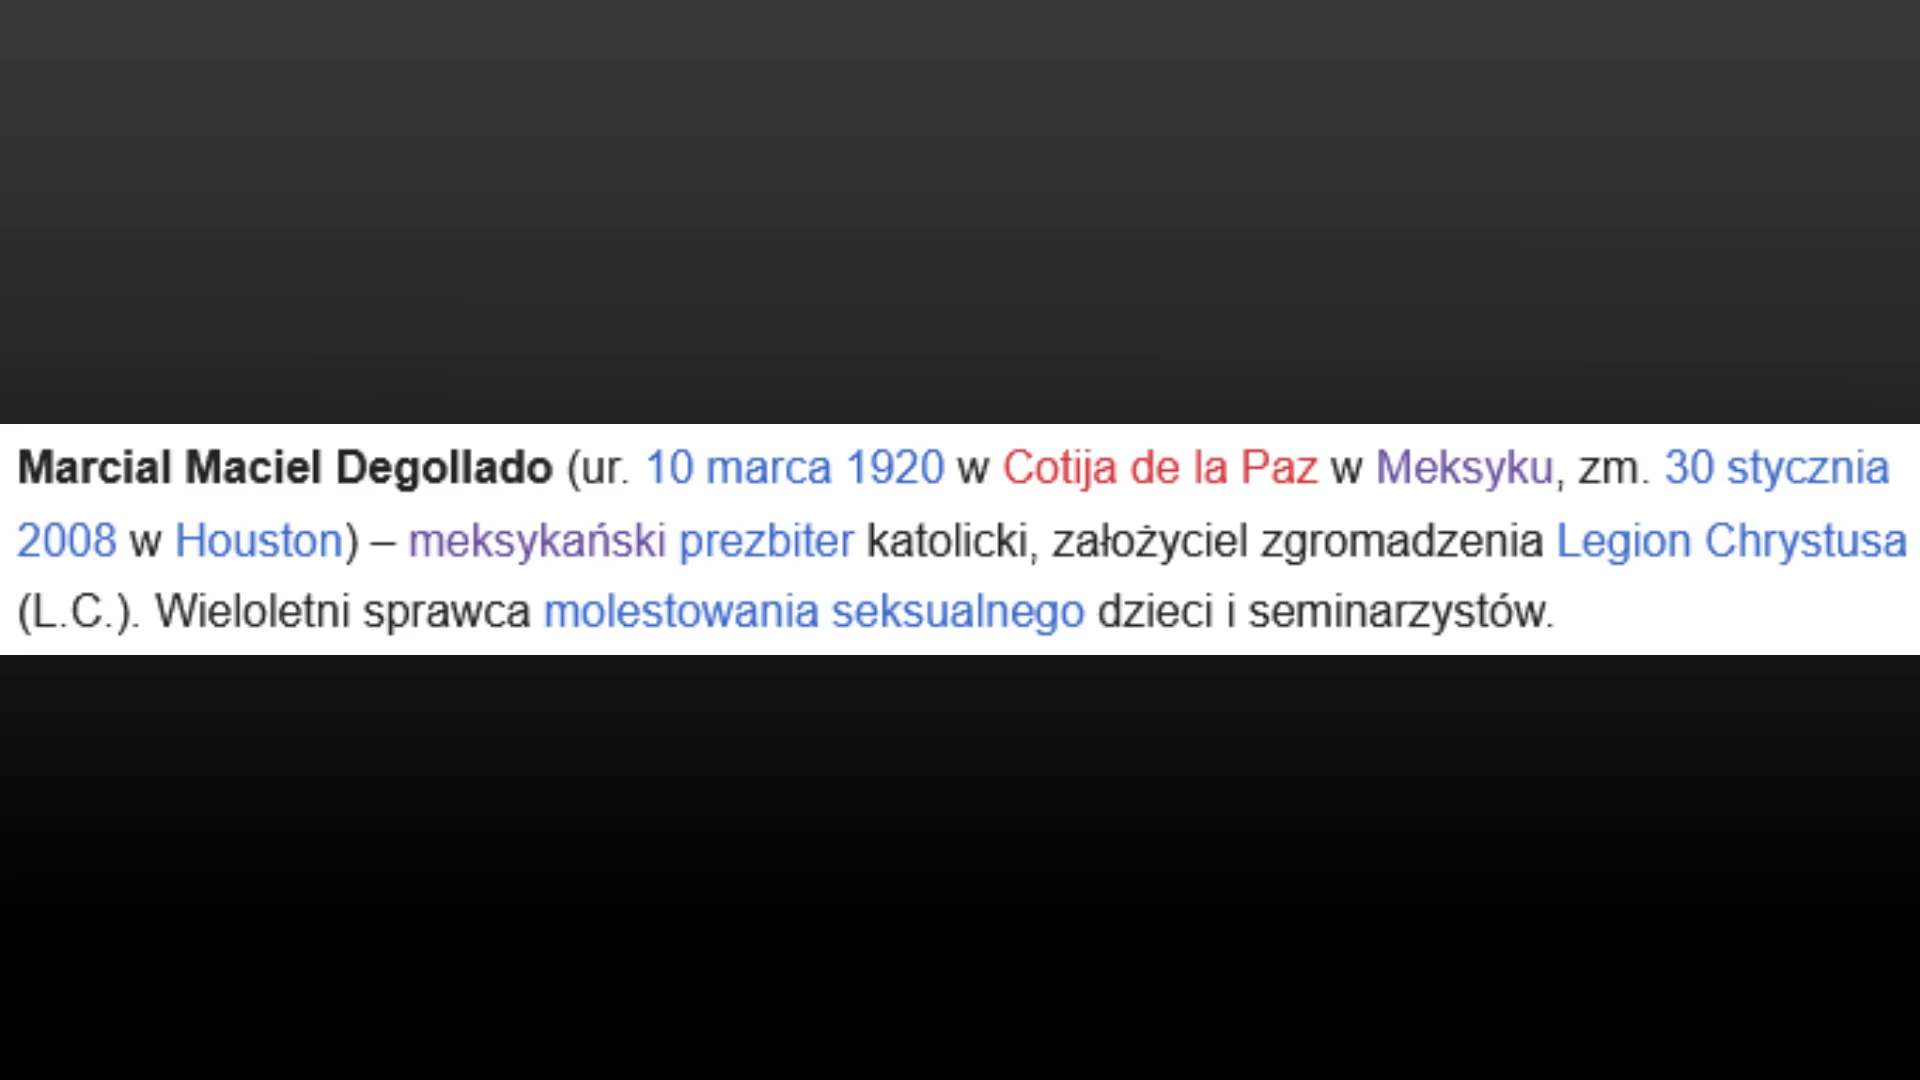 Marcial Maciel Degollado (ur. 10 marca 1920 w Cotija de la Paz w Meksyku, zm. 30 stycznia
2008 w Houston) – meksykański prezbiter katolicki, założyciel zgromadzenia Legion Chrystusa
(L.C.). Wieloletni sprawca molestowania seksualnego dzieci i seminarzystów.